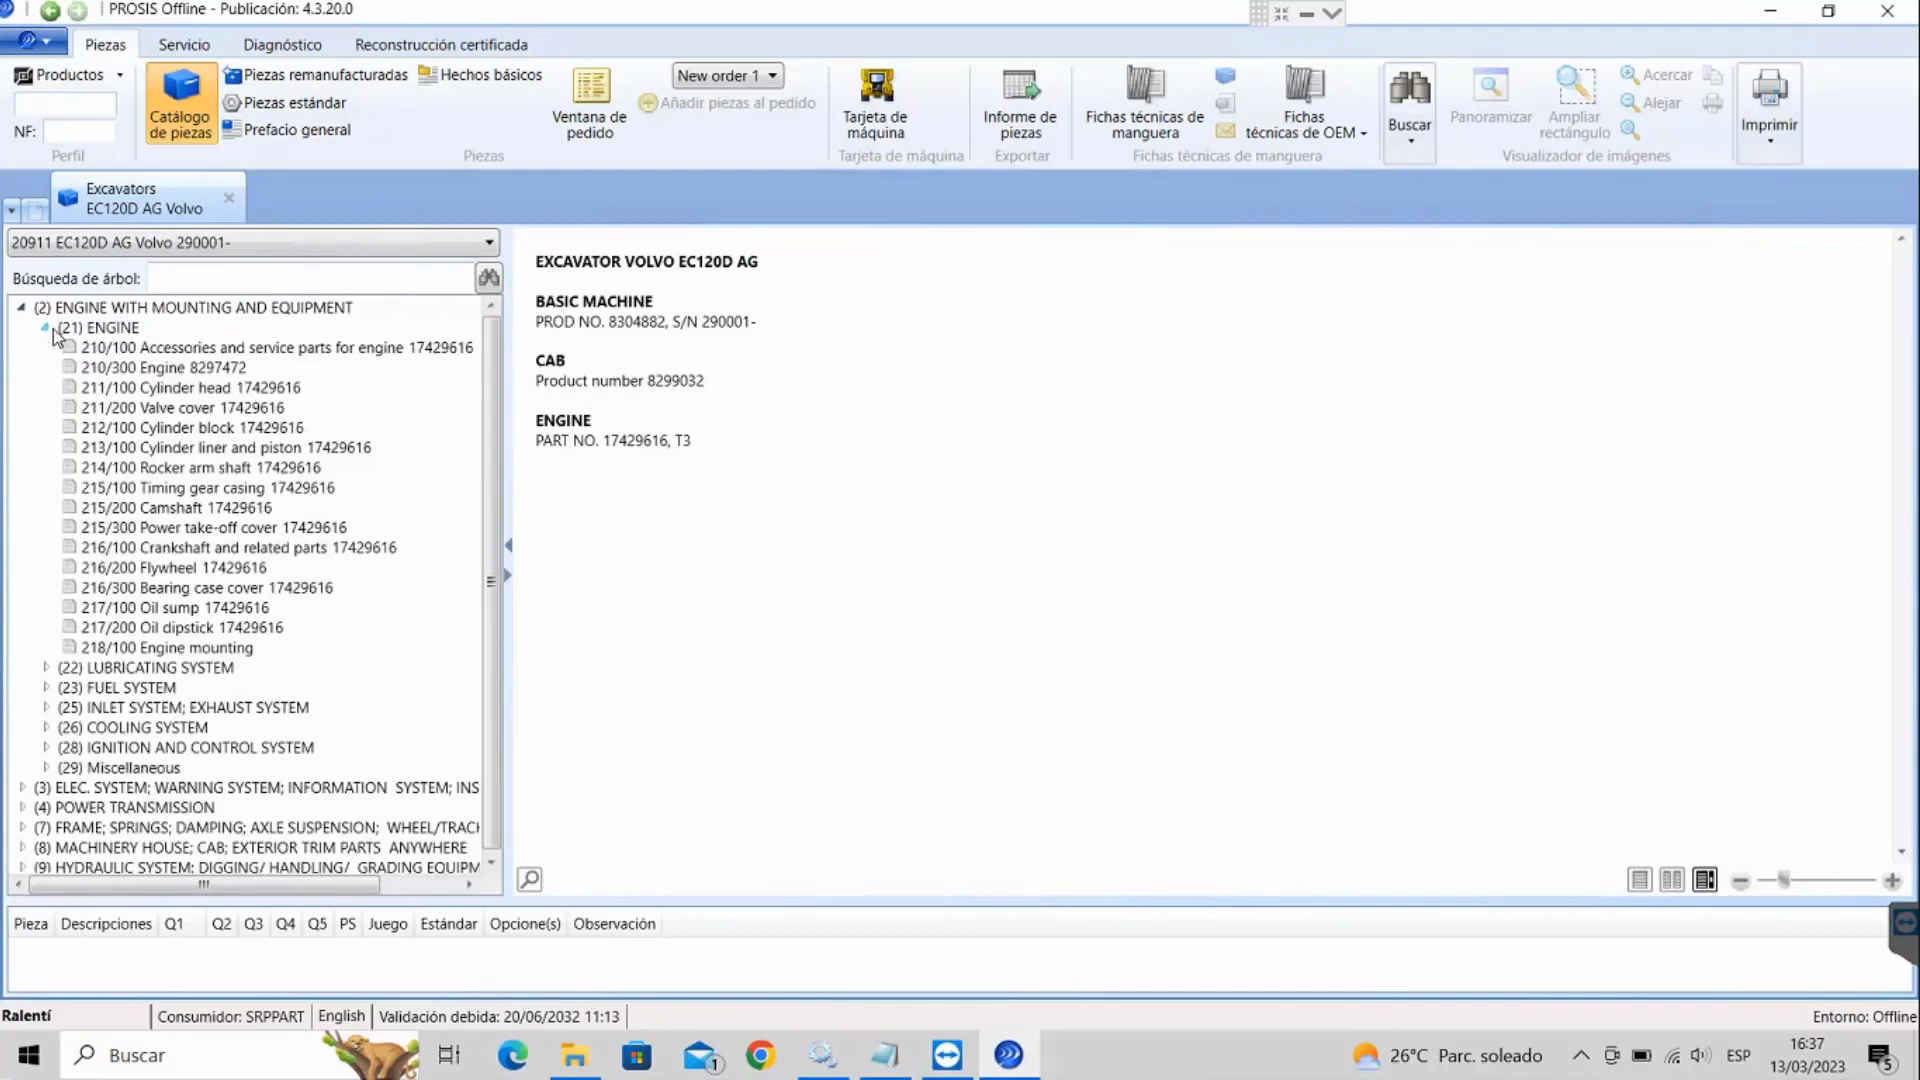 PROSIS Offline - Publicación: 4.3.20.0
Piezas
Servicio
Diagnóstico
Reconstrucción certificada
Productos
NF:
Perfil
Catálogo de piezas
Piezas remanufacturadas
Piezas estándar
Prefacio general
Hechos básicos
Ventana de pedido
New order 1
Añadir piezas al pedido
Piezas
Tarjeta de máquina
Tarjeta de máquina
Informe de piezas
Exportar
Fichas técnicas de manguera
Fichas técnicas de OEM
Fichas técnicas de manguera
Buscar
Panoramizar
Ampliar rectángulo
Acercar
Alejar
Visualizador de imágenes
Imprimir
Excavators
EC120D AG Volvo
20911 EC120D AG Volvo 290001-
Búsqueda de árbol:
(2) ENGINE WITH MOUNTING AND EQUIPMENT
(21) ENGINE
210/100 Accessories and service parts for engine 17429616
210/300 Engine 8297472
211/100 Cylinder head 17429616
211/200 Valve cover 17429616
212/100 Cylinder block 17429616
213/100 Cylinder liner and piston 17429616
214/100 Rocker arm shaft 17429616
215/100 Timing gear casing 17429616
215/200 Camshaft 17429616
215/300 Power take-off cover 17429616
216/100 Crankshaft and related parts 17429616
216/200 Flywheel 17429616
216/300 Bearing case cover 17429616
217/100 Oil sump 17429616
217/200 Oil dipstick 17429616
218/100 Engine mounting
(22) LUBRICATING SYSTEM
(23) FUEL SYSTEM
(25) INLET SYSTEM; EXHAUST SYSTEM
(26) COOLING SYSTEM
(28) IGNITION AND CONTROL SYSTEM
(29) Miscellaneous
(3) ELEC. SYSTEM; WARNING SYSTEM; INFORMATION SYSTEM; INS
(4) POWER TRANSMISSION
(7) FRAME; SPRINGS; DAMPING; AXLE SUSPENSION; WHEEL/TRACK
(8) MACHINERY HOUSE; CAB; EXTERIOR TRIM PARTS ANYWHERE
(9) HYDRAULIC SYSTEM; DIGGING/ HANDLING/ GRADING EQUIPM
EXCAVATOR VOLVO EC120D AG
BASIC MACHINE
PROD NO. 8304882, S/N 290001-
CAB
Product number 8299032
ENGINE
PART NO. 17429616, T3
Pieza Descripciones Q1 Q2 Q3 Q4 Q5 PS Juego Estándar Opcione(s) Observación
Ralentí
Consumidor: SRPPART
English
Validación debida: 20/06/2032 11:13
Entorno: Offline
Buscar
1
26°C Parc. soleado
ESP
16:37
13/03/2023
5